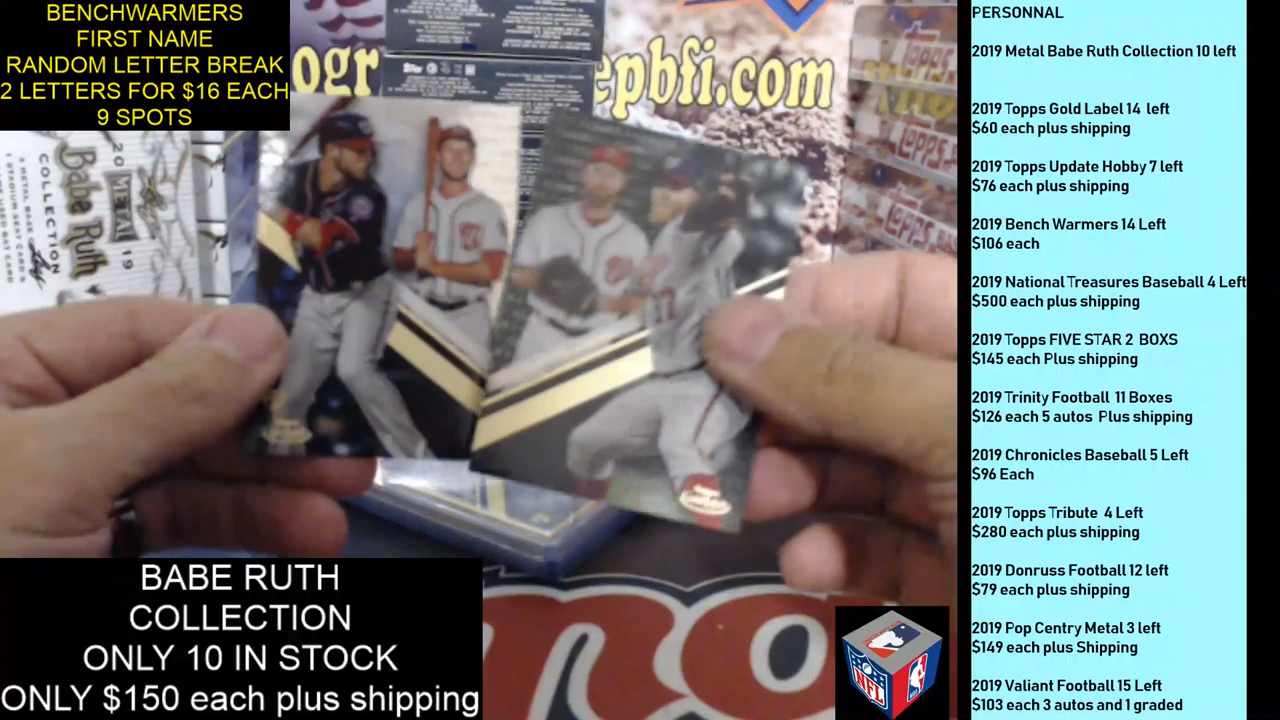 BENCHWARMERS
FIRST NAME
RANDOM LETTER BREAK
2 LETTERS FOR $16 EACH
9 SPOTS
ogr
epbfi.com
Topps
2019
METAL
Babe Ruth
COLLECTION
BABE RUTH
COLLECTION
ONLY 10 IN STOCK
ONLY $150 each plus shipping
NFL
PERSONNAL
2019 Metal Babe Ruth Collection 10 left
2019 Topps Gold Label 14 left
$60 each plus shipping
2019 Topps Update Hobby 7 left
$76 each plus shipping
2019 Bench Warmers 14 Left
$106 each
2019 National Treasures Baseball 4 Left
$500 each plus shipping
2019 Topps FIVE STAR 2 BOXS
$145 each Plus shipping
2019 Trinity Football 11 Boxes
$126 each 5 autos Plus shipping
2019 Chronicles Baseball 5 Left
$96 Each
2019 Topps Tribute 4 Left
$280 each plus shipping
2019 Donruss Football 12 left
$79 each plus shipping
2019 Pop Centry Metal 3 left
$149 each plus Shipping
2019 Valiant Football 15 Left
$103 each 3 autos and 1 graded